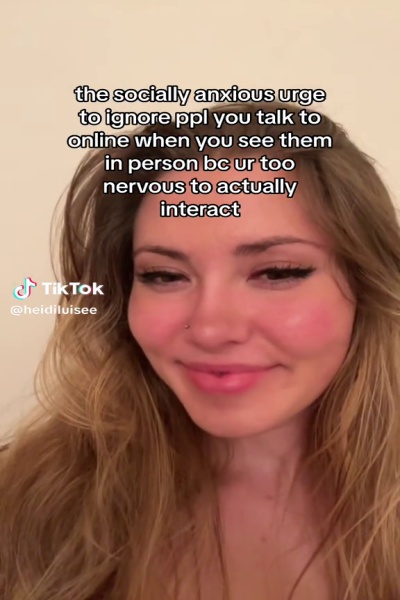 the socially anxious urge
to ignore ppl you talk to
online when you see them
in person bc ur too
nervous to actually
interact
TikTok
@heidiluisee